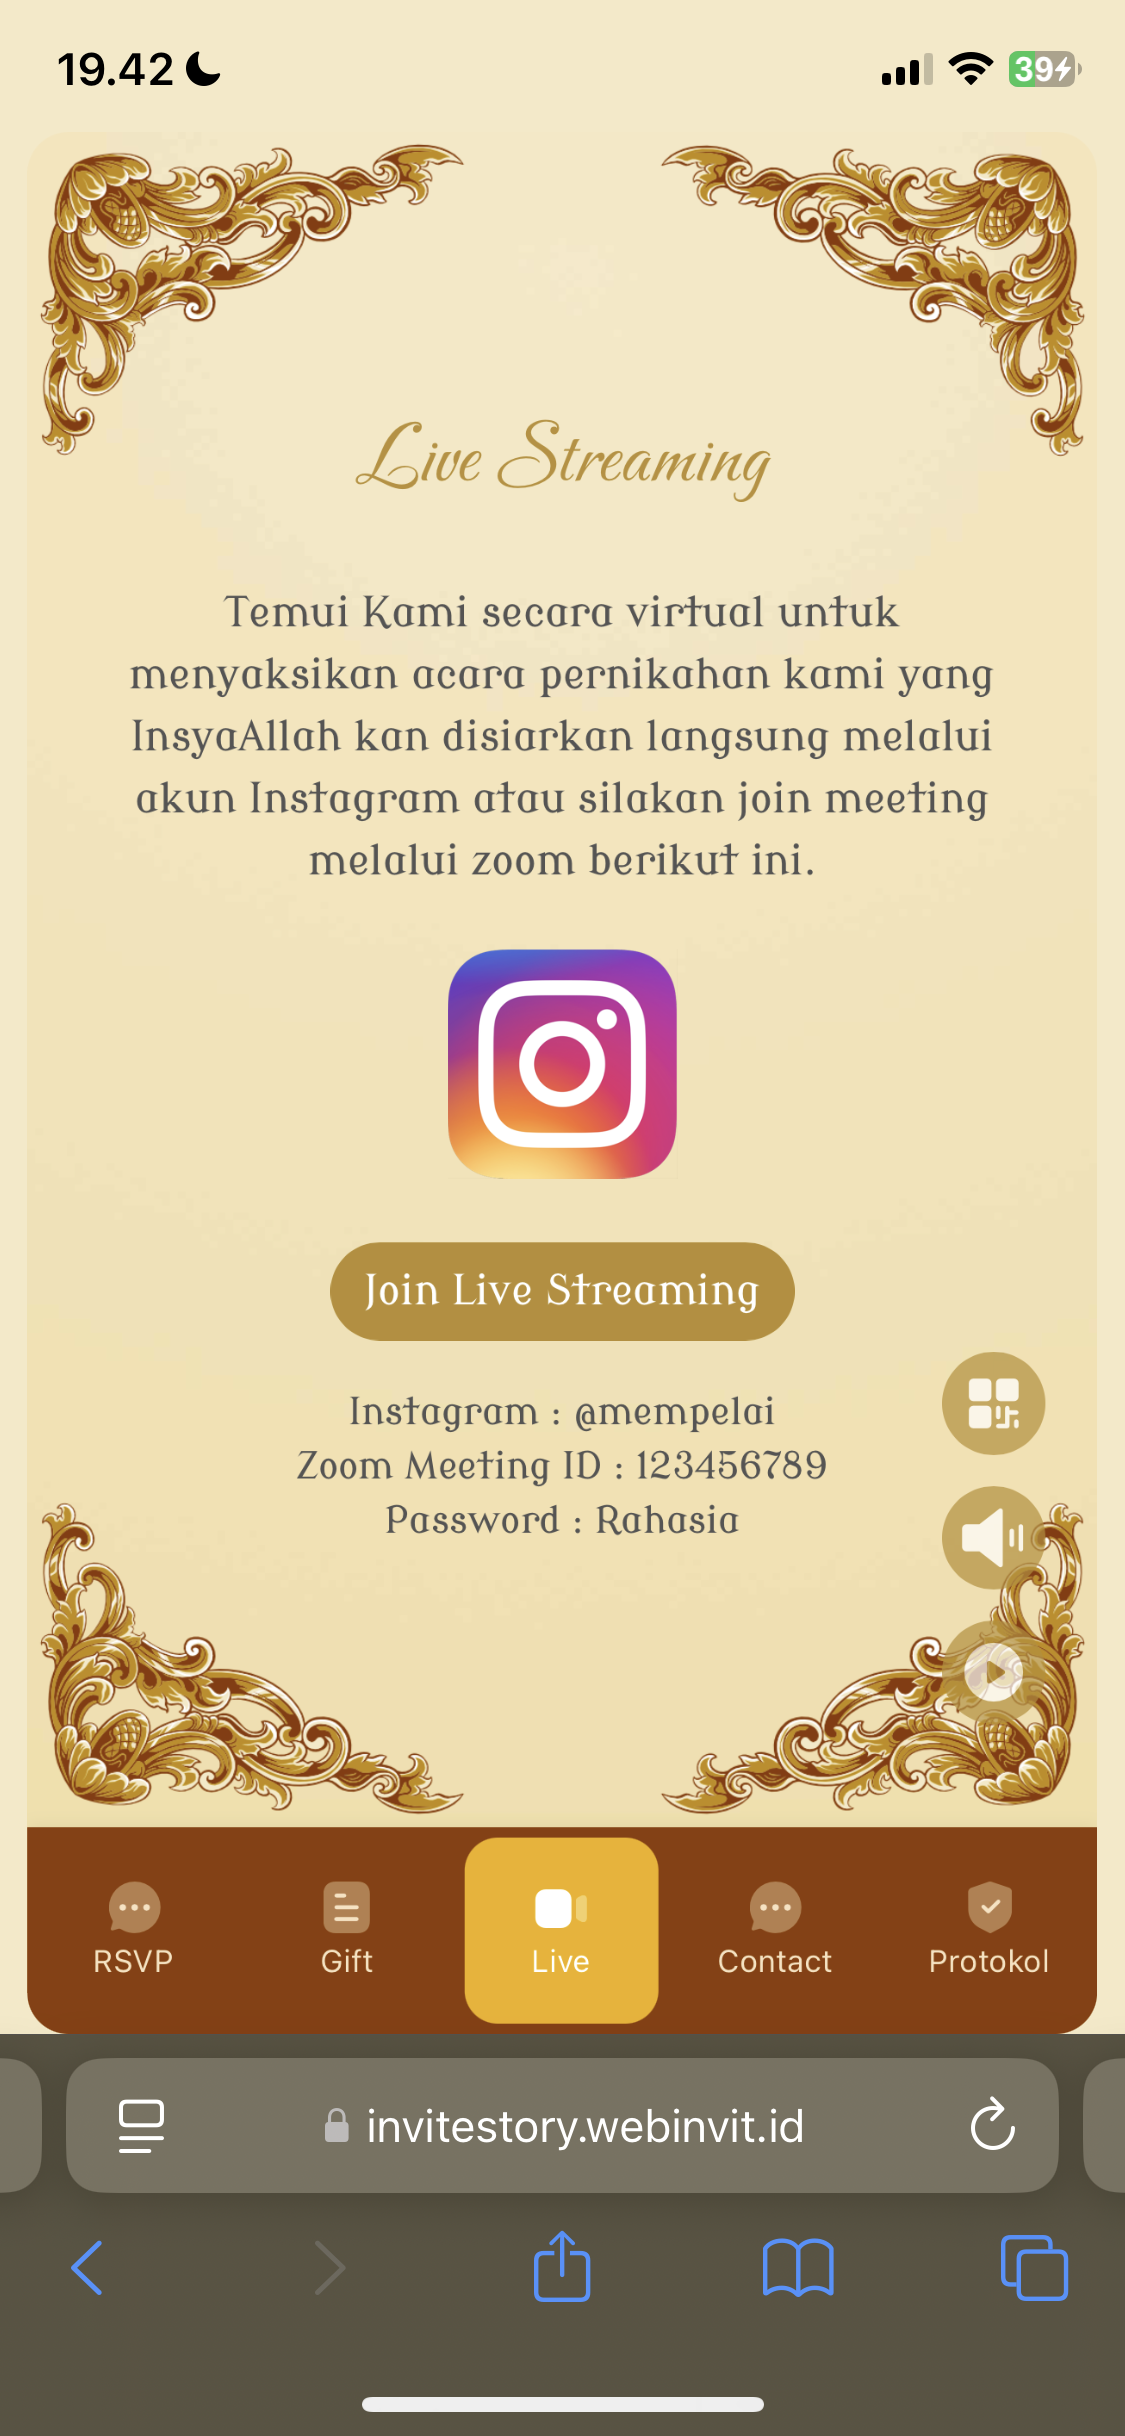 19.42
39
Live Streaming
Temui Kami secara virtual untuk
menyaksikan acara pernikahan kami yang
InsyaAllah kan disiarkan langsung melalui
akun Instagram atau silakan join meeting
melalui zoom berikut ini.
Join Live Streaming
Instagram : @mempelai
Zoom Meeting ID : 123456789
Password : Rahasia
RSVP Gift Live Contact Protokol
invitestory.webinvit.id